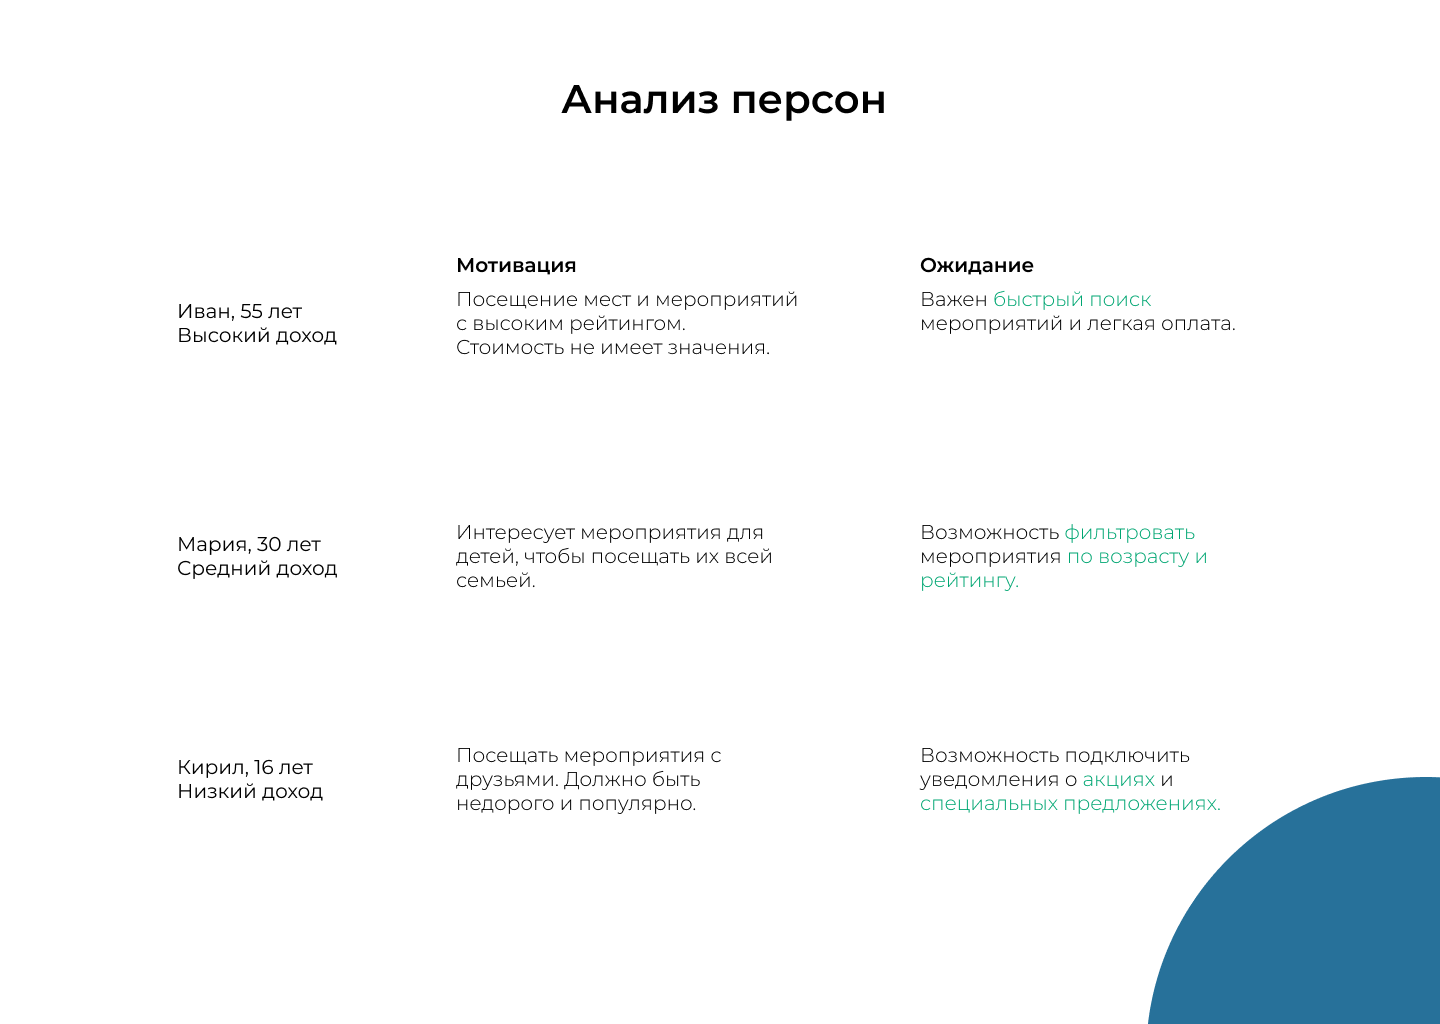 Анализ персон
Мотивация
Ожидание
Иван, 55 лет
Высокий доход
Посещение мест и мероприятий
с высоким рейтингом.
Стоимость не имеет значения.
Важен быстрый поиск
мероприятий и легкая оплата.
Мария, 30 лет
Средний доход
Интересует мероприятия для
детей, чтобы посещать их всей
семьей.
Возможность фильтровать
мероприятия по возрасту и
рейтингу.
Кирил, 16 лет
Низкий доход
Посещать мероприятия с
друзьями. Должно быть
недорого и популярно.
Возможность подключить
уведомления о акциях и
специальных предложениях.